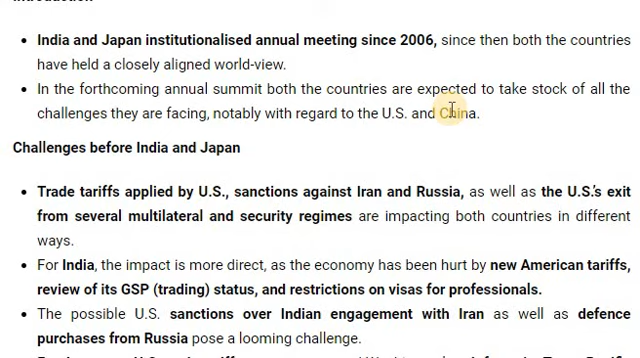 India and Japan institutionalised annual meeting since 2006, since then both the countries
have held a closely aligned world-view.
In the forthcoming annual summit both the countries are expected to take stock of all the
challenges they are facing, notably with regard to the U.S. and China.
Challenges before India and Japan
Trade tariffs applied by U.S., sanctions against Iran and Russia, as well as the U.S.'s exit
from several multilateral and security regimes are impacting both countries in different
ways.
For India, the impact is more direct, as the economy has been hurt by new American tariffs,
review of its GSP (trading) status, and restrictions on visas for professionals.
The possible U.S. sanctions over Indian engagement with Iran as well as defence
purchases from Russia pose a looming challenge.